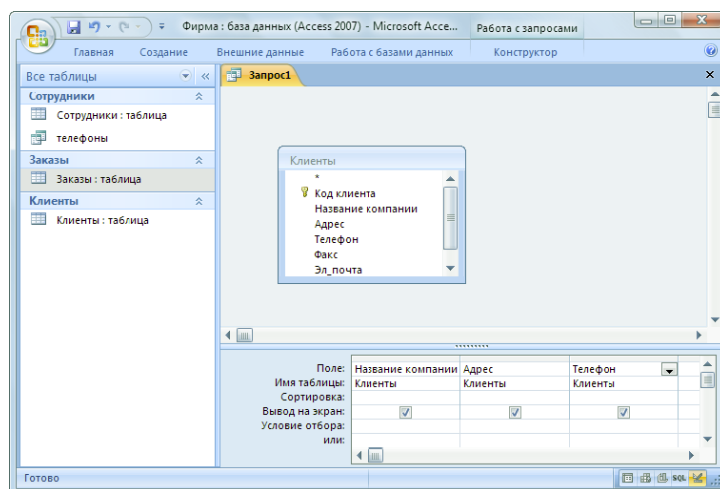 Фирма : база данных (Access 2007) - Microsoft Acce... Работа с запросами
Главная Создание Внешние данные Работа с базами данных Конструктор
Все таблицы
Запрос1
Сотрудники
Сотрудники : таблица
телефоны
Заказы
Заказы : таблица
Клиенты
Клиенты : таблица
Клиенты
*
Код клиента
Название компании
Адрес
Телефон
Факс
Эл_почта
Поле: Название компании Адрес Телефон
Имя таблицы: Клиенты Клиенты Клиенты
Сортировка:
Вывод на экран:
Условие отбора:
или:
Готово SQL